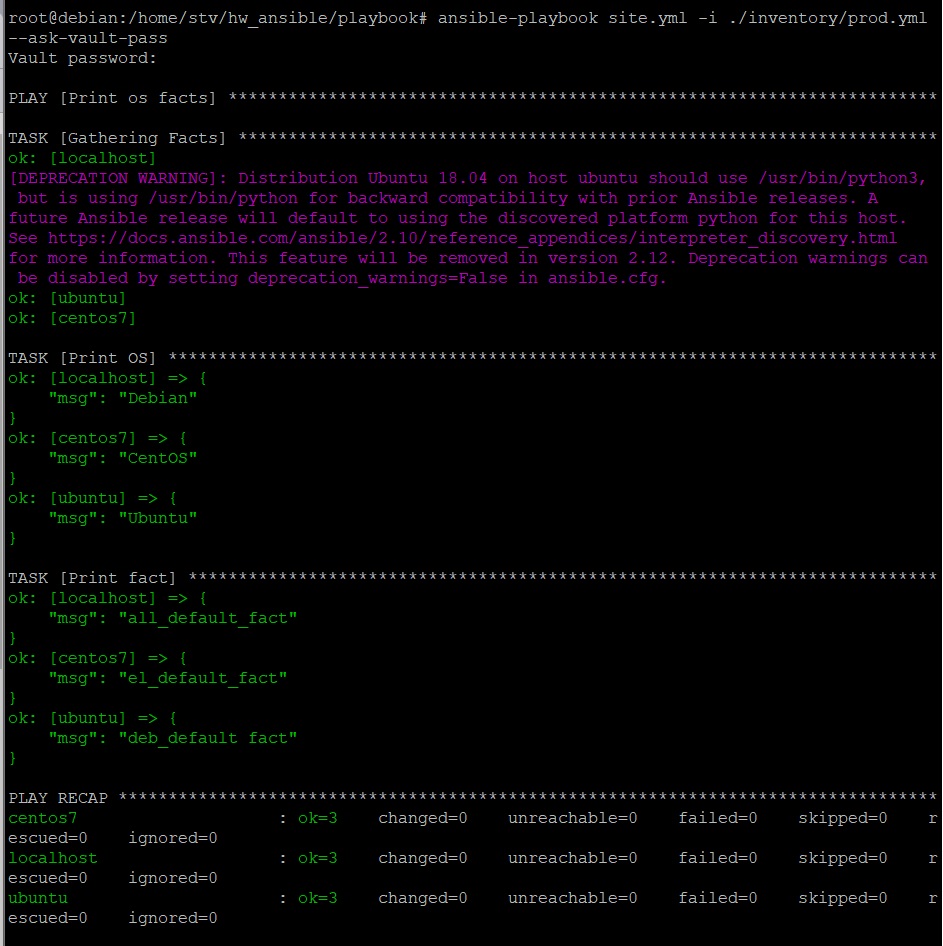 root@debian:/home/stv/hw_ansible/playbook# ansible-playbook site.yml -i ./inventory/prod.yml
--ask-vault-pass
Vault password:
PLAY [Print os facts] ***********************************************************************
TASK [Gathering Facts] **********************************************************************
ok: [localhost]
[DEPRECATION WARNING]: Distribution Ubuntu 18.04 on host ubuntu should use /usr/bin/python3,
but is using /usr/bin/python for backward compatibility with prior Ansible releases. A
future Ansible release will default to using the discovered platform python for this host.
See https://docs.ansible.com/ansible/2.10/reference_appendices/interpreter_discovery.html
for more information. This feature will be removed in version 2.12. Deprecation warnings can
be disabled by setting deprecation_warnings=False in ansible.cfg.
ok: [ubuntu]
ok: [centos7]
TASK [Print OS] *****************************************************************************
ok: [localhost] => {
    "msg": "Debian"
}
ok: [centos7] => {
    "msg": "CentOS"
}
ok: [ubuntu] => {
    "msg": "Ubuntu"
}
TASK [Print fact] ***************************************************************************
ok: [localhost] => {
    "msg": "all_default_fact"
}
ok: [centos7] => {
    "msg": "el_default_fact"
}
ok: [ubuntu] => {
    "msg": "deb_default fact"
}
PLAY RECAP **********************************************************************************
centos7                    : ok=3    changed=0    unreachable=0    failed=0    skipped=0    r
escued=0    ignored=0
localhost                  : ok=3    changed=0    unreachable=0    failed=0    skipped=0    r
escued=0    ignored=0
ubuntu                     : ok=3    changed=0    unreachable=0    failed=0    skipped=0    r
escued=0    ignored=0